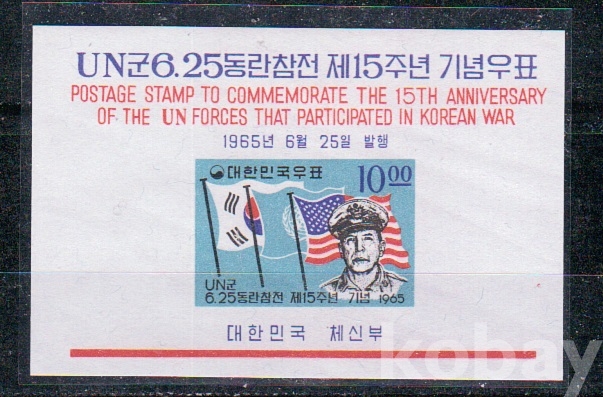 UN군6.25동란참전 제15주년 기념우표
POSTAGE STAMP TO COMMEMORATE THE 15TH ANNIVERSARY
OF THE UN FORCES THAT PARTICIPATED IN KOREAN WAR
1965년 6월 25일 발행
대한민국우표 10.00
UN군
6.25동란참전 제15주년 기념 1965
대한민국 체신부
kobay